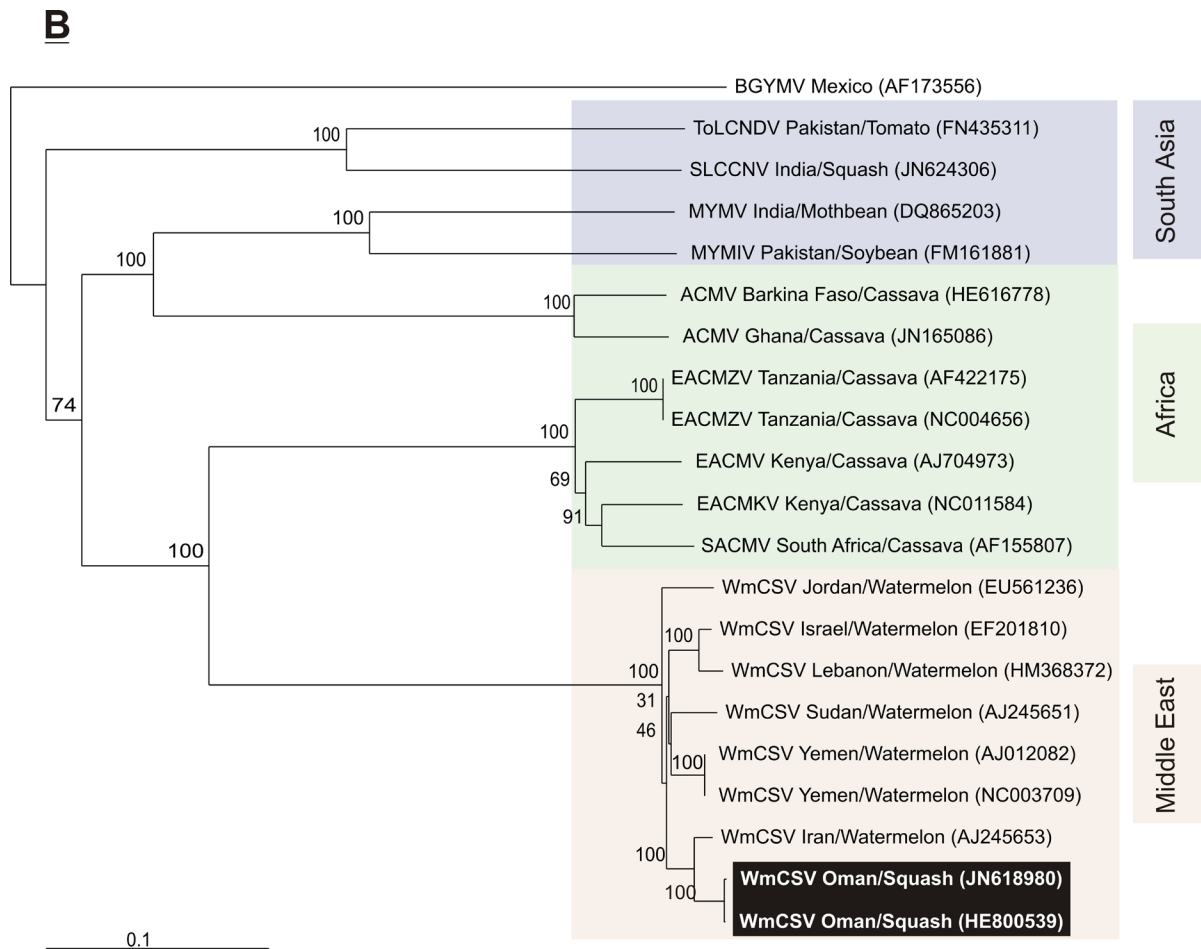 B
BGYMV Mexico (AF173556)
100
ToLCNDV Pakistan/Tomato (FN435311)
SLCCNV India/Squash (JN624306)
100
MYMV India/Mothbean (DQ865203)
MYMIV Pakistan/Soybean (FM161881)
South Asia
100
100
ACMV Barkina Faso/Cassava (HE616778)
ACMV Ghana/Cassava (JN165086)
74
100
EACMZV Tanzania/Cassava (AF422175)
EACMZV Tanzania/Cassava (NC004656)
100
EACMV Kenya/Cassava (AJ704973)
69
EACMKV Kenya/Cassava (NC011584)
91
SACMV South Africa/Cassava (AF155807)
Africa
100
WmCSV Jordan/Watermelon (EU561236)
100
WmCSV Israel/Watermelon (EF201810)
WmCSV Lebanon/Watermelon (HM368372)
100
31
WmCSV Sudan/Watermelon (AJ245651)
46
100
WmCSV Yemen/Watermelon (AJ012082)
WmCSV Yemen/Watermelon (NC003709)
Middle East
WmCSV Iran/Watermelon (AJ245653)
100
100
WmCSV Oman/Squash (JN618980)
WmCSV Oman/Squash (HE800539)
0.1